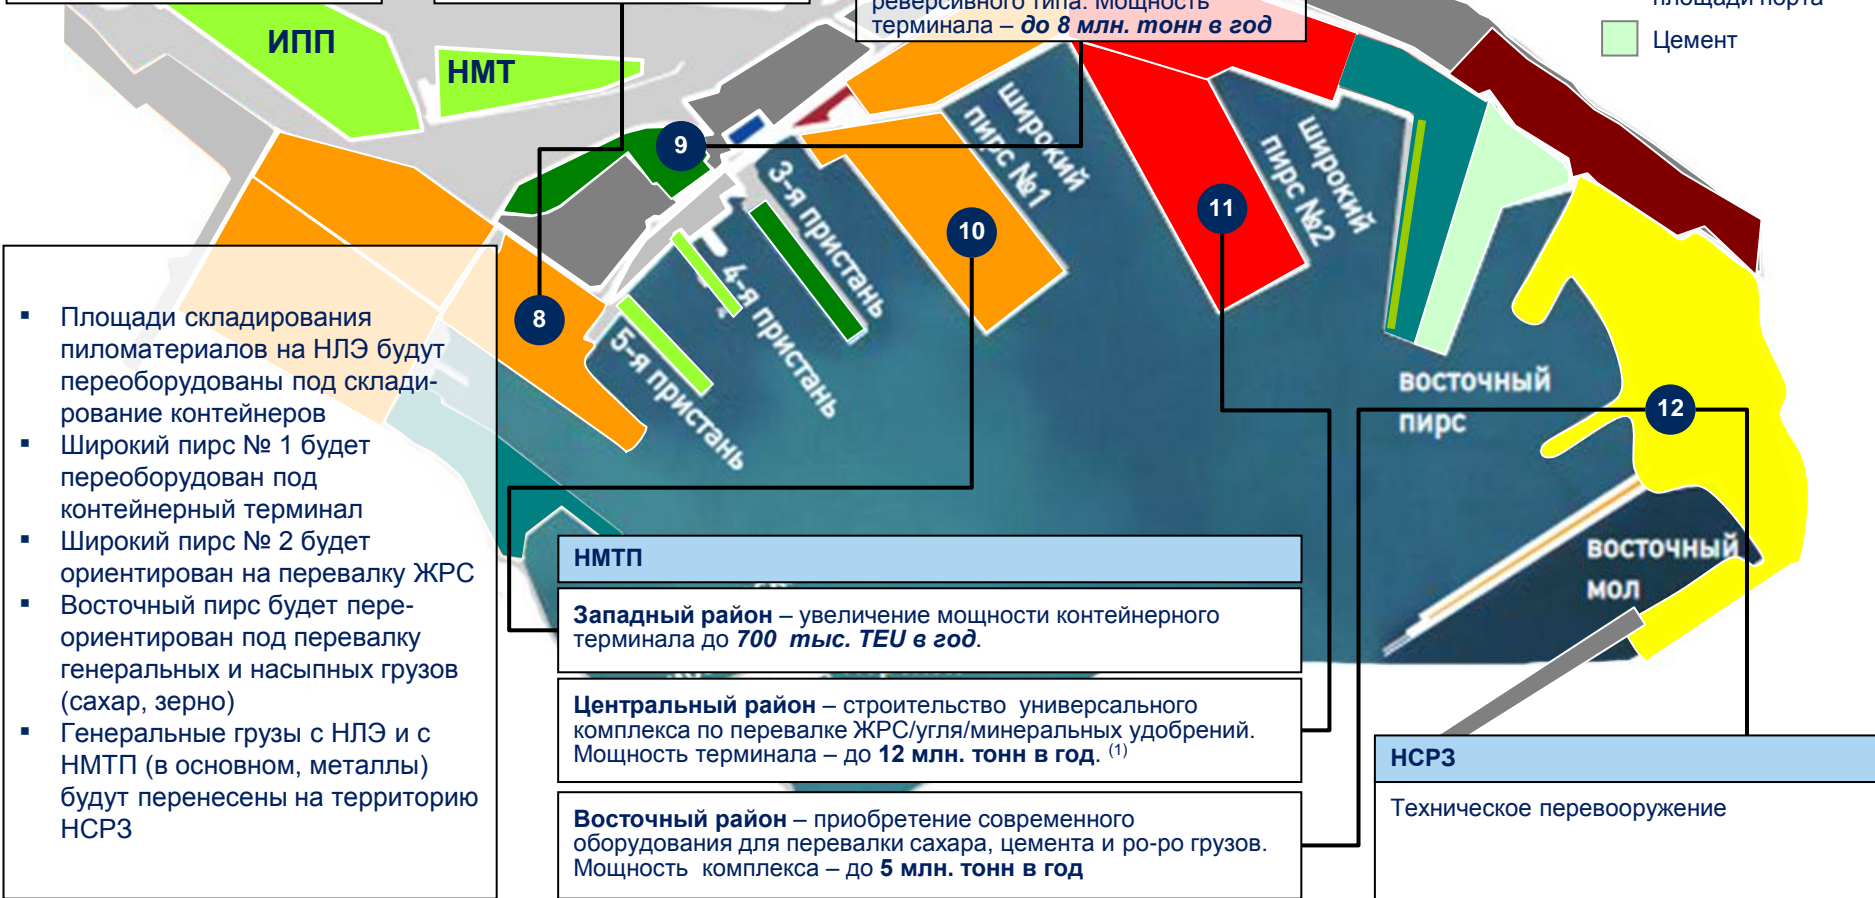 реверсивного типа. Мощность
терминала – до 8 млн. тонн в год
площади порта
Цемент
ИПП
НМТ
9
8
10
11
12
широкий
пирс №1
широкий
пирс №2
3-я пристань
4-я пристань
5-я пристань
восточный
пирс
восточный
мол
▪ Площади складирования
пиломатериалов на НЛЭ будут
переоборудованы под склади-
рование контейнеров
▪ Широкий пирс № 1 будет
переоборудован под
контейнерный терминал
▪ Широкий пирс № 2 будет
ориентирован на перевалку ЖРС
▪ Восточный пирс будет пере-
ориентирован под перевалку
генеральных и насыпных грузов
(сахар, зерно)
▪ Генеральные грузы с НЛЭ и с
НМТП (в основном, металлы)
будут перенесены на территорию
НСРЗ
НМТП
Западный район – увеличение мощности контейнерного
терминала до 700 тыс. TEU в год.
Центральный район – строительство универсального
комплекса по перевалке ЖРС/угля/минеральных удобрений.
Мощность терминала – до 12 млн. тонн в год. (1)
Восточный район – приобретение современного
оборудования для перевалки сахара, цемента и ро-ро грузов.
Мощность комплекса – до 5 млн. тонн в год
НСРЗ
Техническое перевооружение